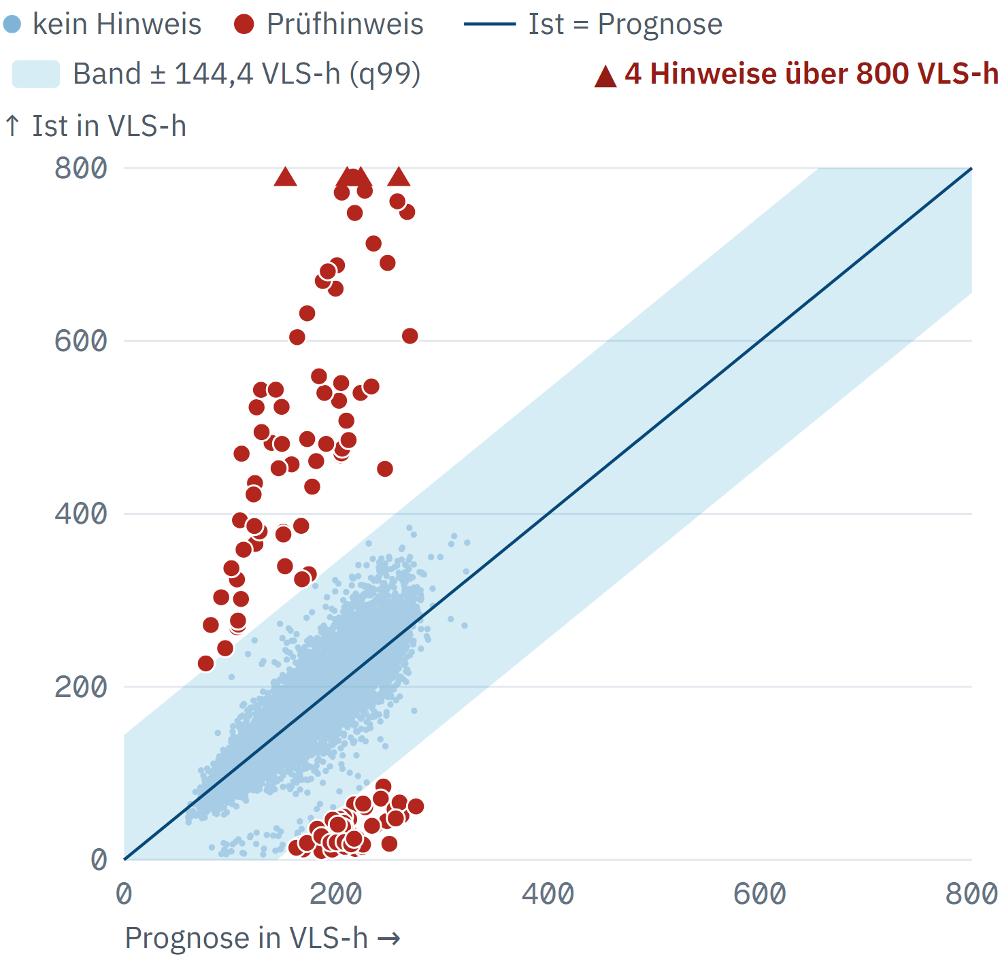 kein Hinweis Prüfhinweis Ist = Prognose
Band ± 144,4 VLS-h (q99) ▲ 4 Hinweise über 800 VLS-h
↑ Ist in VLS-h
800
600
400
200
0
0 200 400 600 800
Prognose in VLS-h →